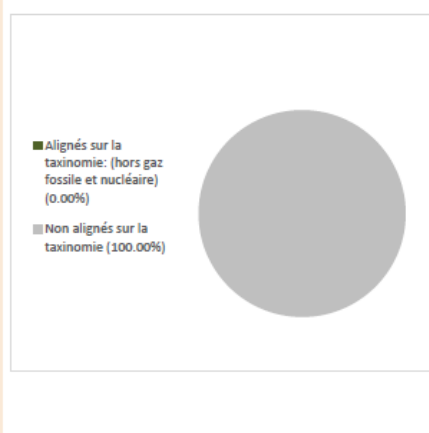 Alignés sur la
taxinomie: (hors gaz
fossile et nucléaire)
(0.00%)
Non alignés sur la
taxinomie (100.00%)